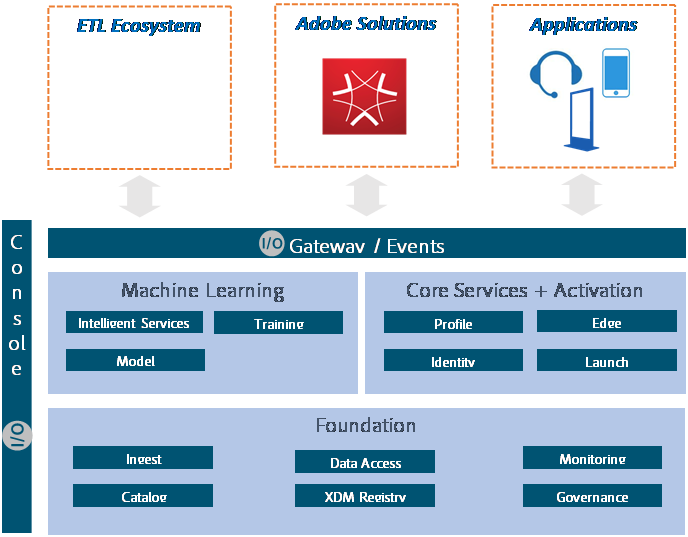 ETL Ecosystem
Adobe Solutions
Applications
Console
I/O
I/O Gateway / Events
Machine Learning
Intelligent Services
Training
Model
Core Services + Activation
Profile
Edge
Identity
Launch
Foundation
Ingest
Data Access
Monitoring
Catalog
XDM Registry
Governance